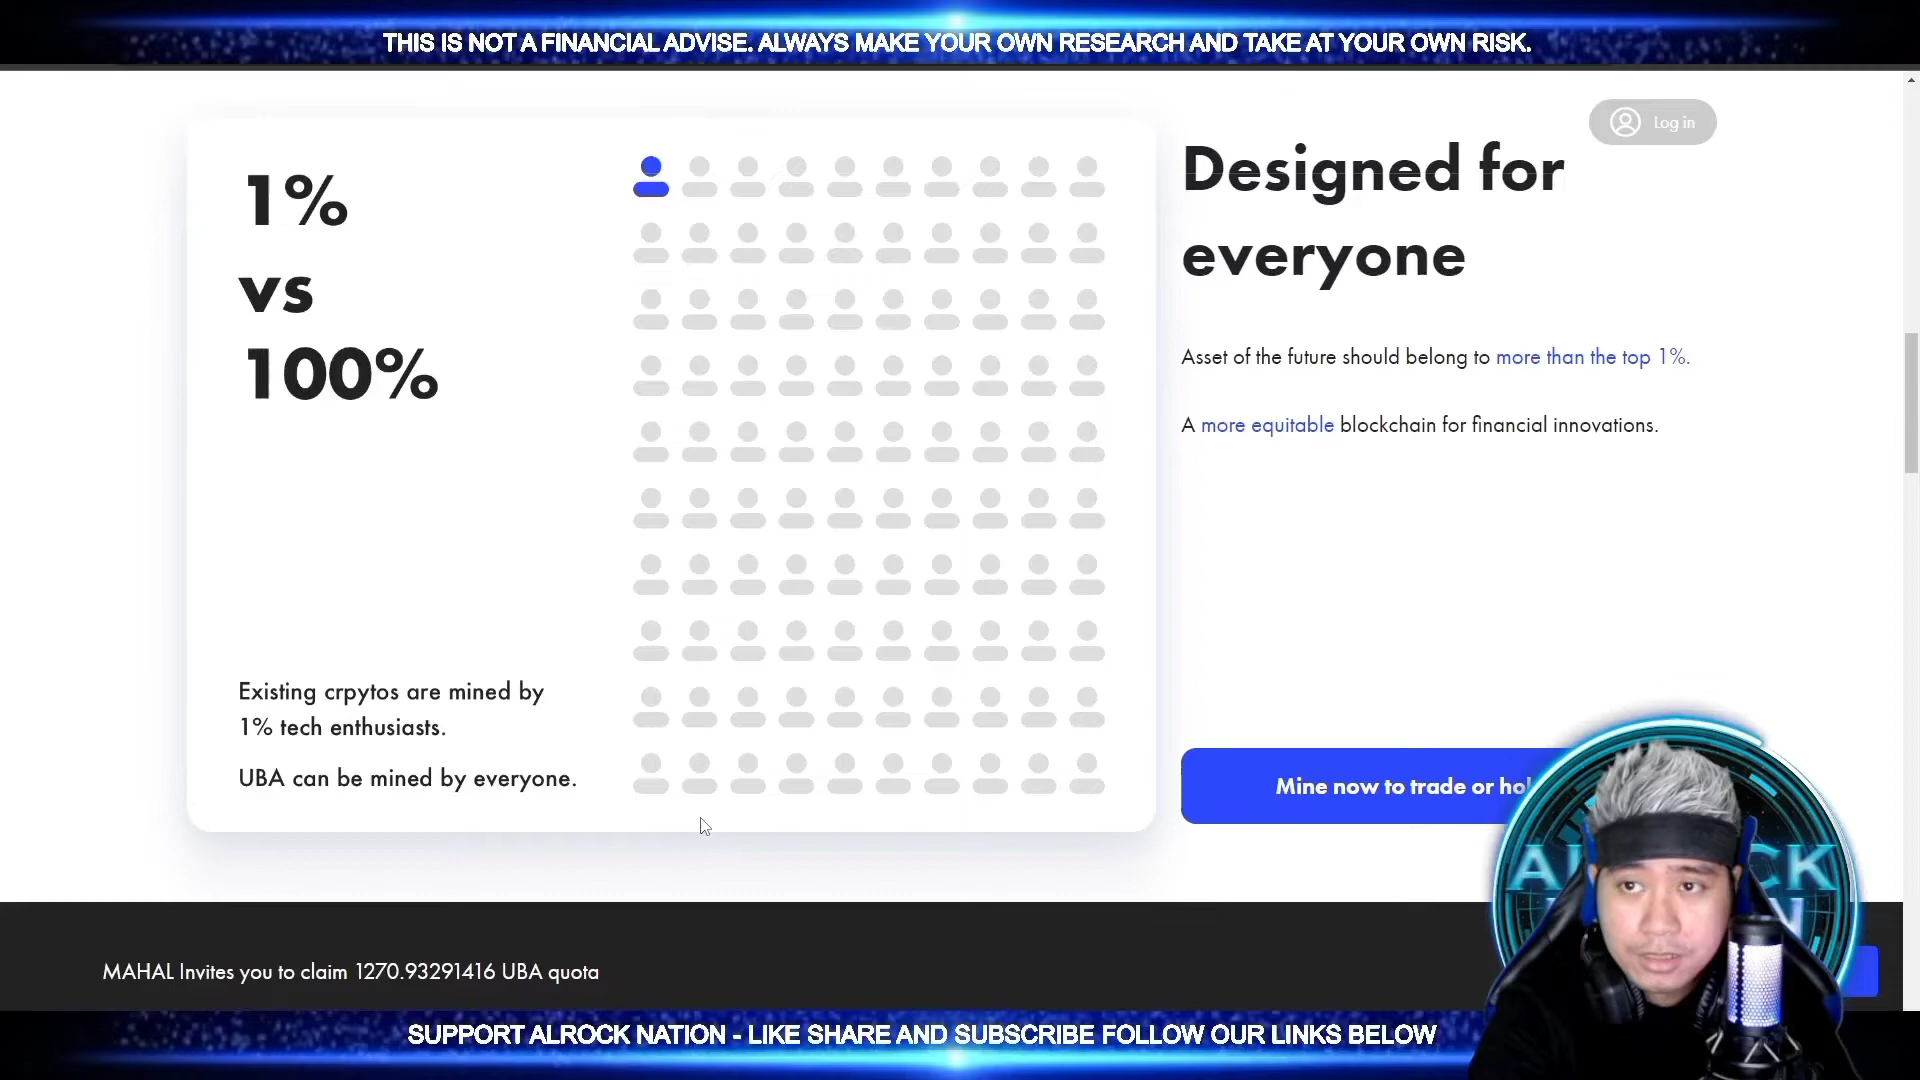 THIS IS NOT A FINANCIAL ADVISE. ALWAYS MAKE YOUR OWN RESEARCH AND TAKE AT YOUR OWN RISK.
Log in
1%
vs
100%
Existing crpytos are mined by
1% tech enthusiasts.
UBA can be mined by everyone.
Designed for
everyone
Asset of the future should belong to more than the top 1%.
A more equitable blockchain for financial innovations.
Mine now to trade or
MAHAL Invites you to claim 1270.93291416 UBA quota
SUPPORT ALROCK NATION - LIKE SHARE AND SUBSCRIBE FOLLOW OUR LINKS BELOW